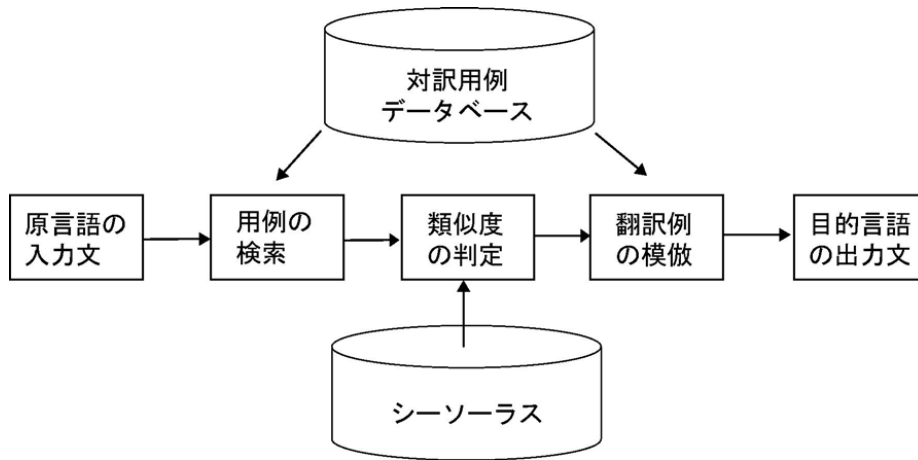 対訳用例
データベース
原言語の
入力文
用例の
検索
類似度
の判定
翻訳例
の模倣
目的言語
の出力文
シーソーラス